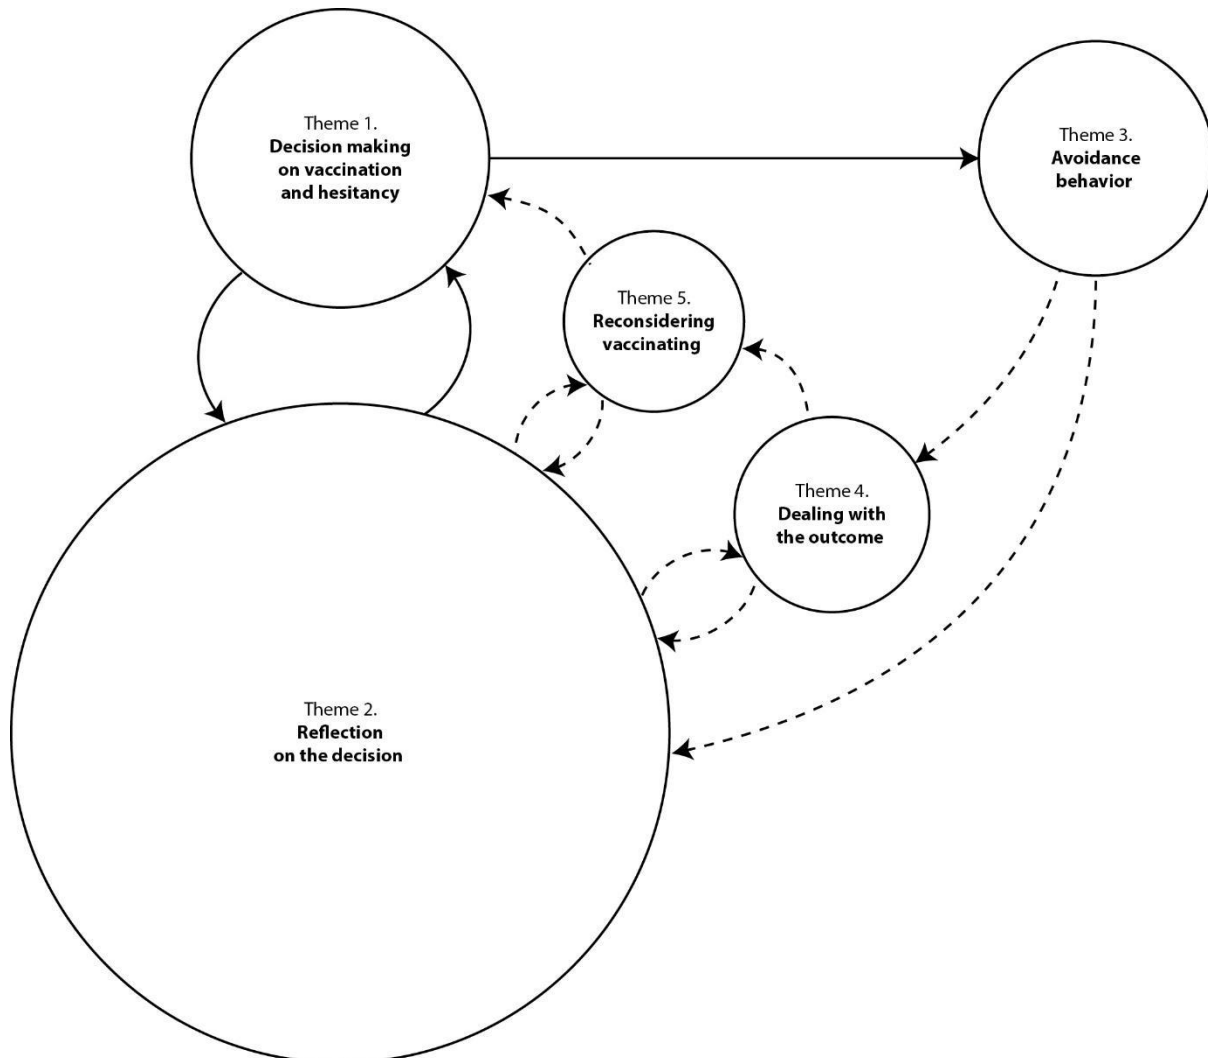 Theme 1.
Decision making
on vaccination
and hesitancy
Theme 3.
Avoidance
behavior
Theme 5.
Reconsidering
vaccinating
Theme 4.
Dealing with
the outcome
Theme 2.
Reflection
on the decision